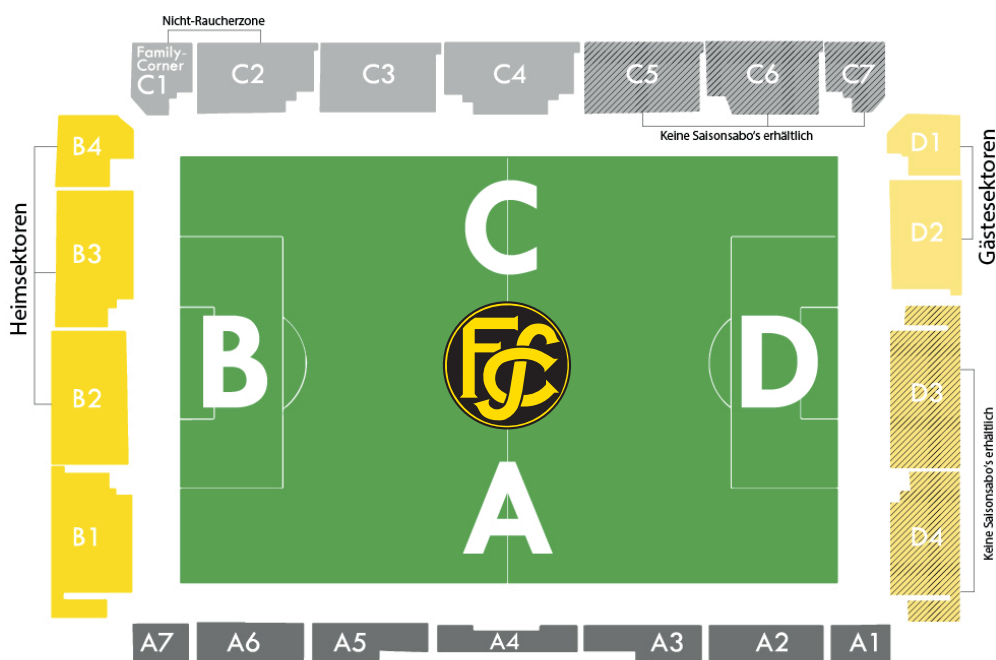 Nicht-Raucherzone
Family-
Corner
C1
C2
C3
C4
C5
C6
C7
Keine Saisonsabo's erhältlich
Heimsektoren
B4
B3
B2
B1
C
B
D
A
FCS
D1
D2
Gästesektoren
D3
D4
Keine Saisonsabo's erhältlich
A7
A6
A5
A4
A3
A2
A1